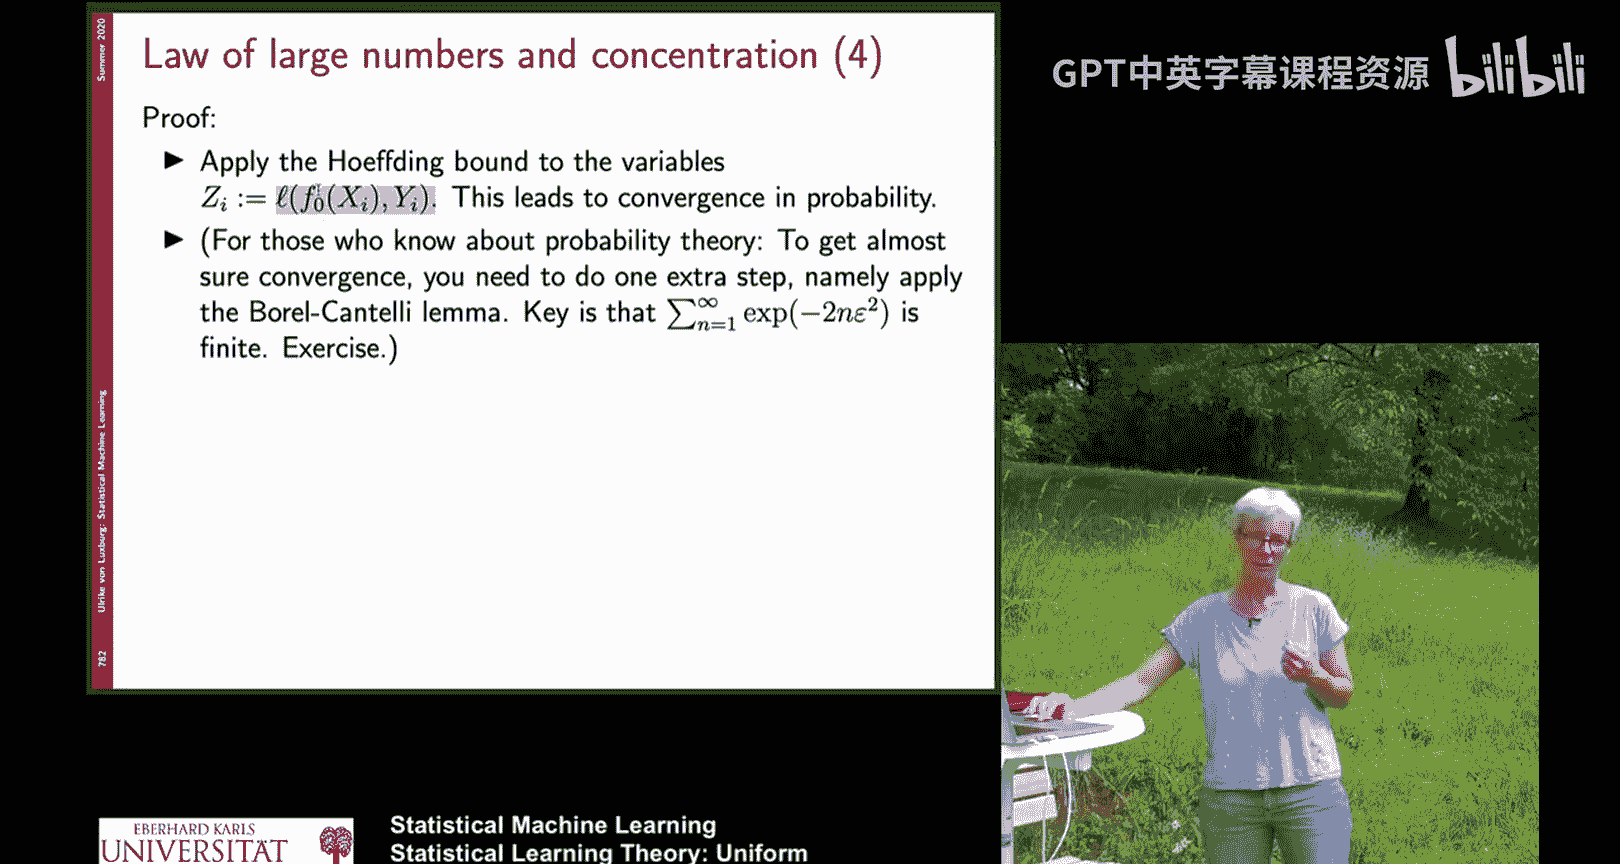 Law of large numbers and concentration (4)
Summer 2020
Proof:
▶ Apply the Hoeffding bound to the variables
Z_i := ℓ(f_0(X_i), Y_i). This leads to convergence in probability.
▶ (For those who know about probability theory: To get almost
sure convergence, you need to do one extra step, namely apply
the Borel-Cantelli lemma. Key is that ∑_{n=1}^{∞} exp(−2nε²) is
finite. Exercise.)
Ulrike von Luxburg: Statistical Machine Learning
782
GPT中英字幕课程资源
bilibili
EBERHARD KARLS
UNIVERSITÄT
Statistical Machine Learning
Statistical Learning Theory: Uniform